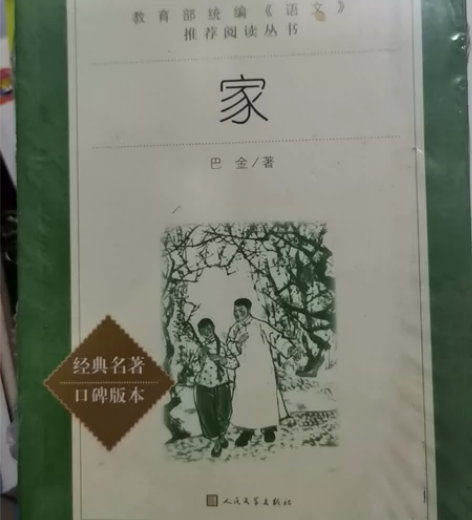 教育部统编《语文》
推荐阅读丛书
家
巴金/著
经典名著
口碑版本
人民文学出版社